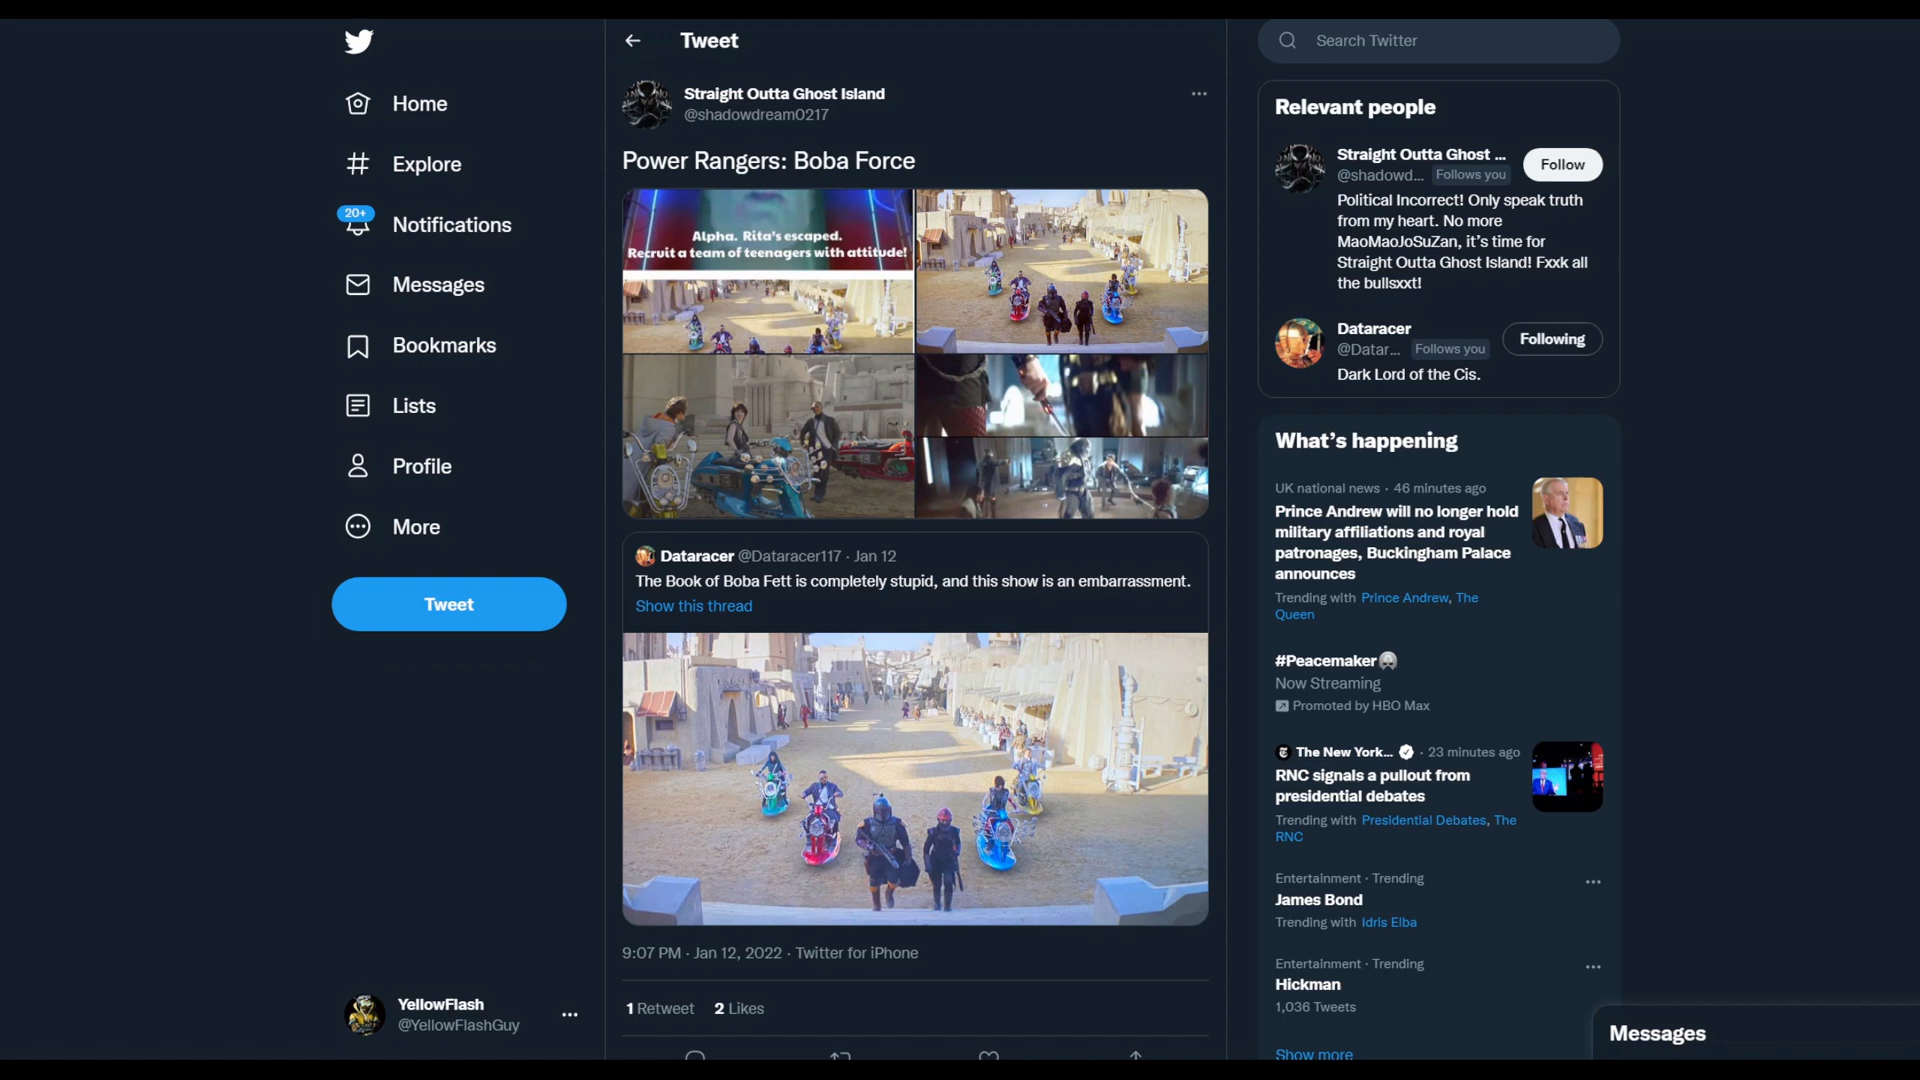 Home
Explore
20+
Notifications
Messages
Bookmarks
Lists
Profile
More
Tweet
YellowFlash
@YellowFlashGuy
Tweet
Straight Outta Ghost Island
@shadowdream0217
Power Rangers: Boba Force
Alpha. Rita's escaped.
Recruit a team of teenagers with attitude!
Dataracer @Dataracer117 · Jan 12
The Book of Boba Fett is completely stupid, and this show is an embarrassment.
Show this thread
9:07 PM · Jan 12, 2022 · Twitter for iPhone
1 Retweet 2 Likes
Search Twitter
Relevant people
Straight Outta Ghost ...
@shadowd... Follows you
Follow
Political Incorrect! Only speak truth
from my heart. No more
MaoMaoJoSuZan, it's time for
Straight Outta Ghost Island! Fxxk all
the bullsxxt!
Dataracer
@Datar... Follows you
Following
Dark Lord of the Cis.
What's happening
UK national news · 46 minutes ago
Prince Andrew will no longer hold
military affiliations and royal
patronages, Buckingham Palace
announces
Trending with Prince Andrew, The
Queen
#Peacemaker
Now Streaming
Promoted by HBO Max
The New York... · 23 minutes ago
RNC signals a pullout from
presidential debates
Trending with Presidential Debates, The
RNC
Entertainment · Trending
James Bond
Trending with Idris Elba
Entertainment · Trending
Hickman
1,036 Tweets
Show more
Messages